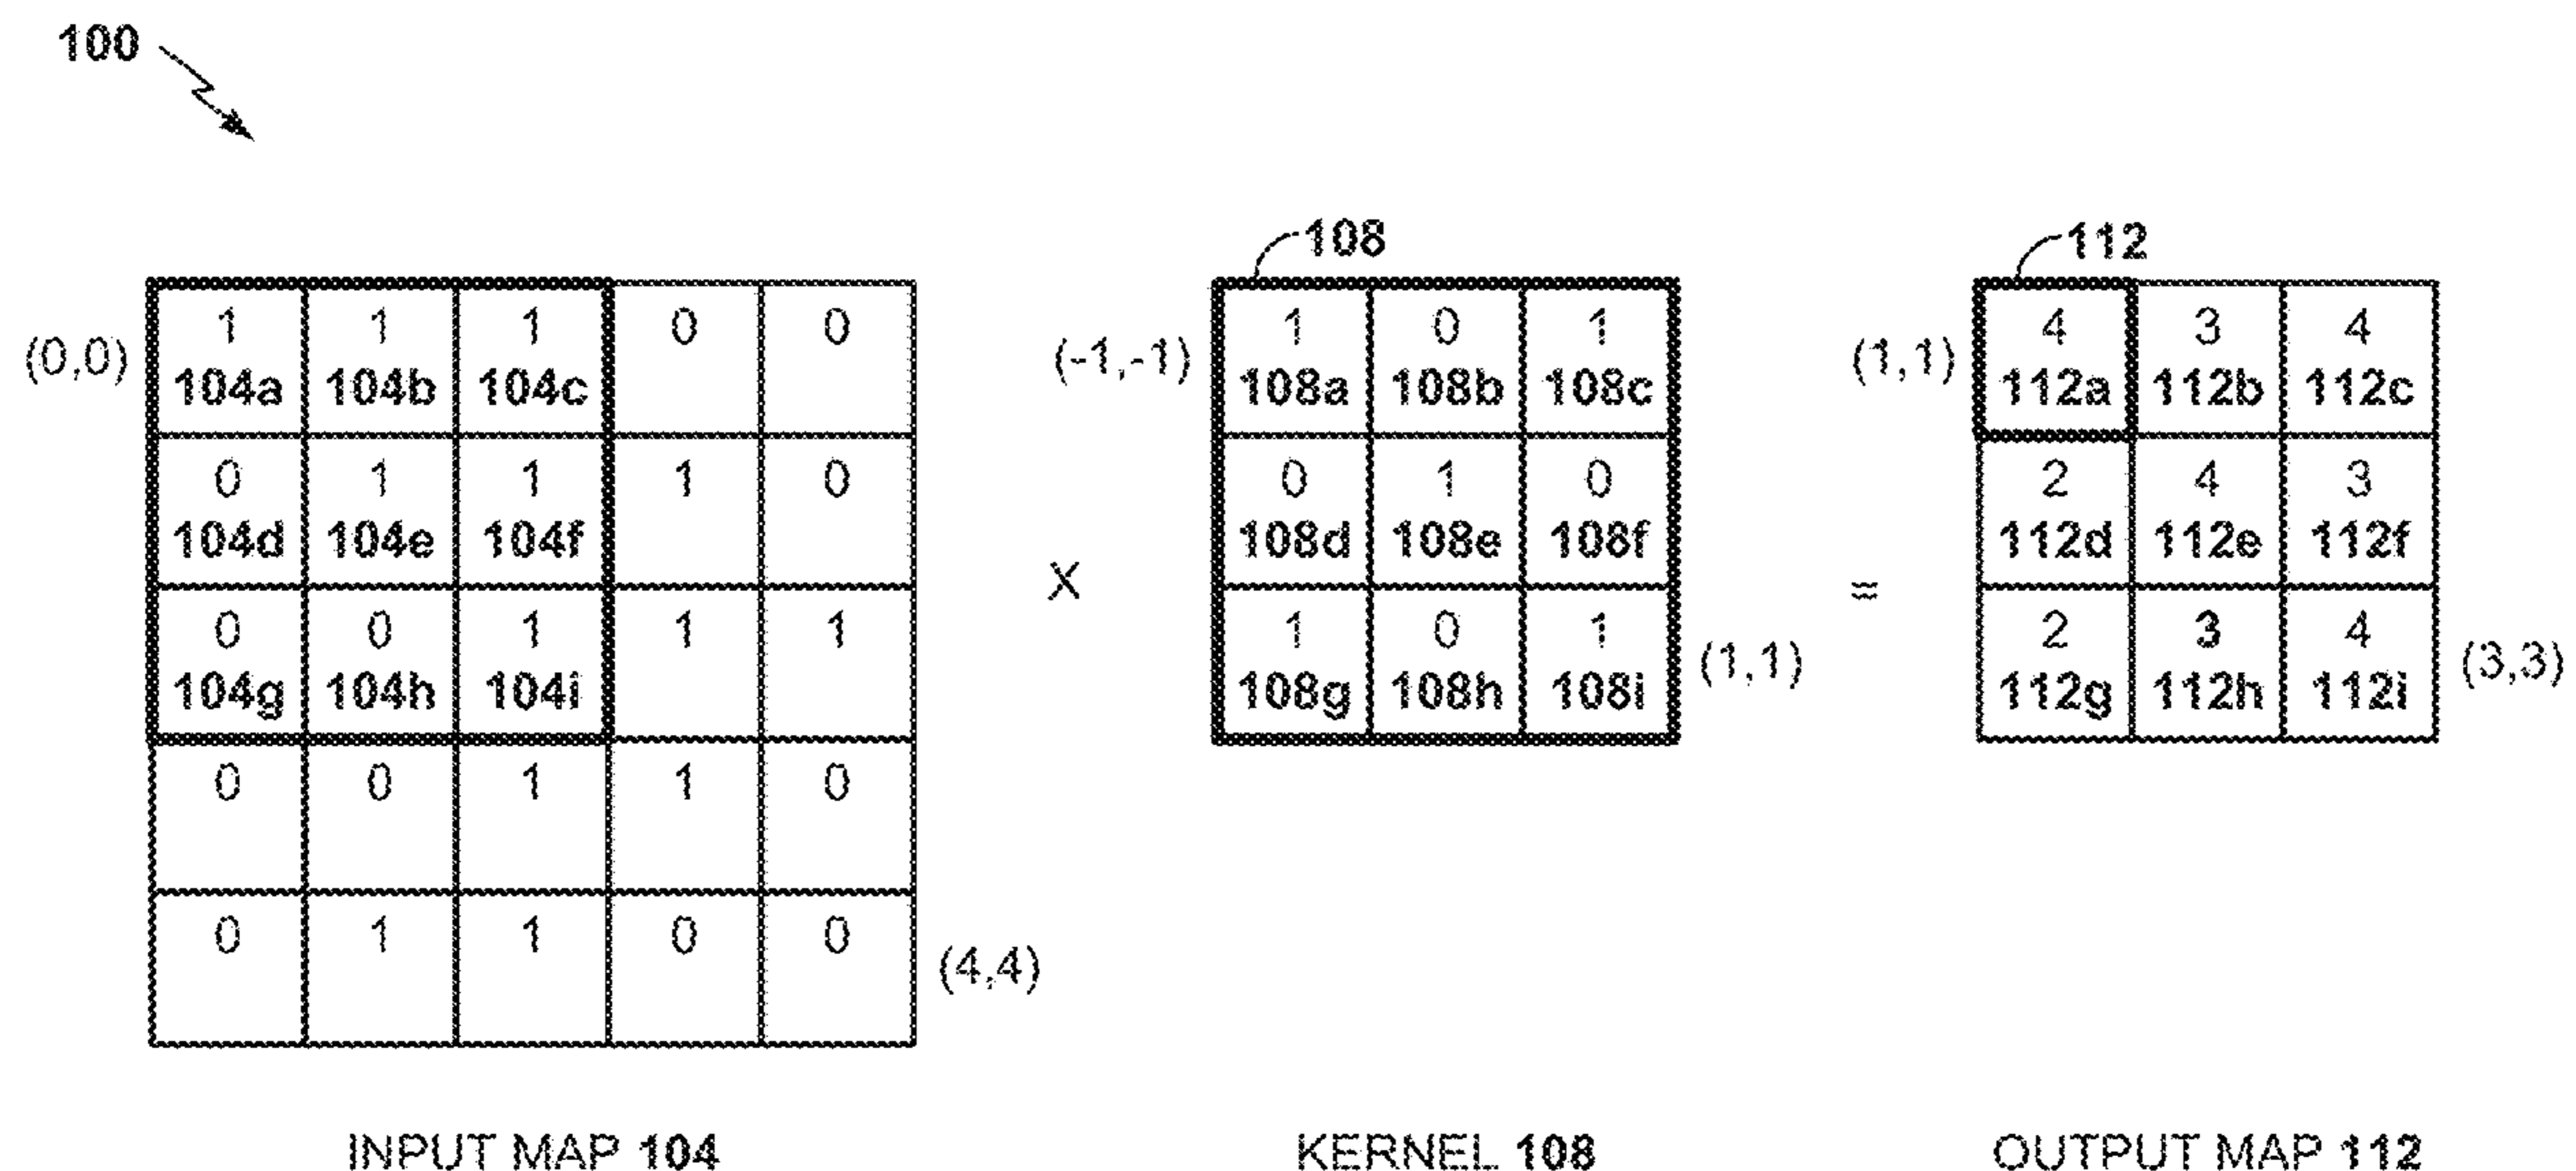 100
108
112
1 1 1 0 0
1 0 1
4 3 4
(0,0)
104a 104b 104c
(-1,-1)
108a 108b 108c
(1,1)
112a 112b 112c
0 1 1 1 0
0 1 0
2 4 3
104d 104e 104f
108d 108e 108f
112d 112e 112f
X
=
0 0 1 1 1
1 0 1
2 3 4
104g 104h 104i
108g 108h 108i
(1,1)
112g 112h 112i
(3,3)
0 0 1 1 0
0 1 1 0 0
(4,4)
INPUT MAP 104
KERNEL 108
OUTPUT MAP 112